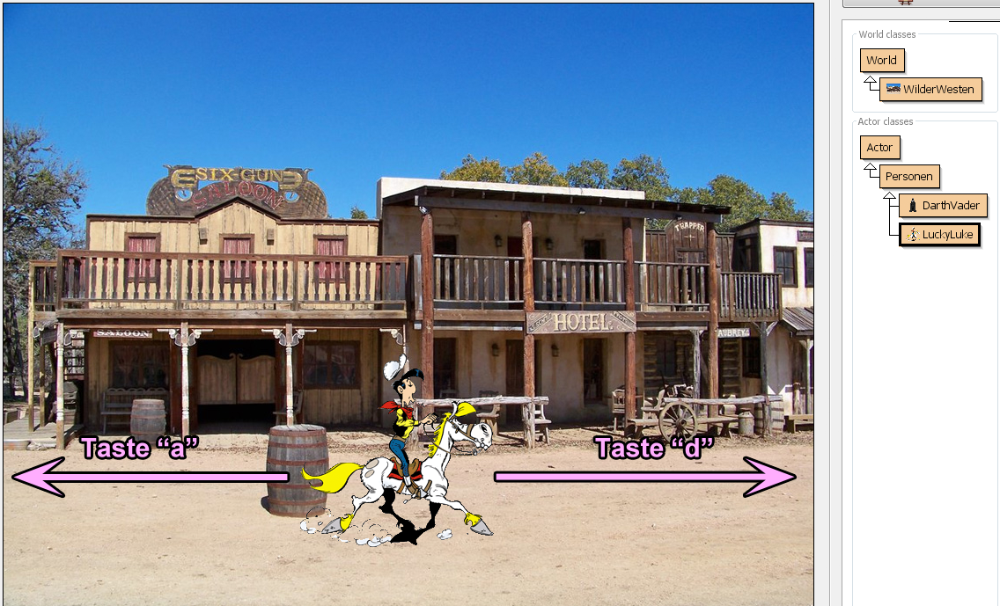 World classes
World
WilderWesten
Actor classes
Actor
Personen
DarthVader
LuckyLuke
SIX GUN
SALOON
TRAPPER
HOTEL
SALOON
AUBREY
Taste “a”
Taste “d”